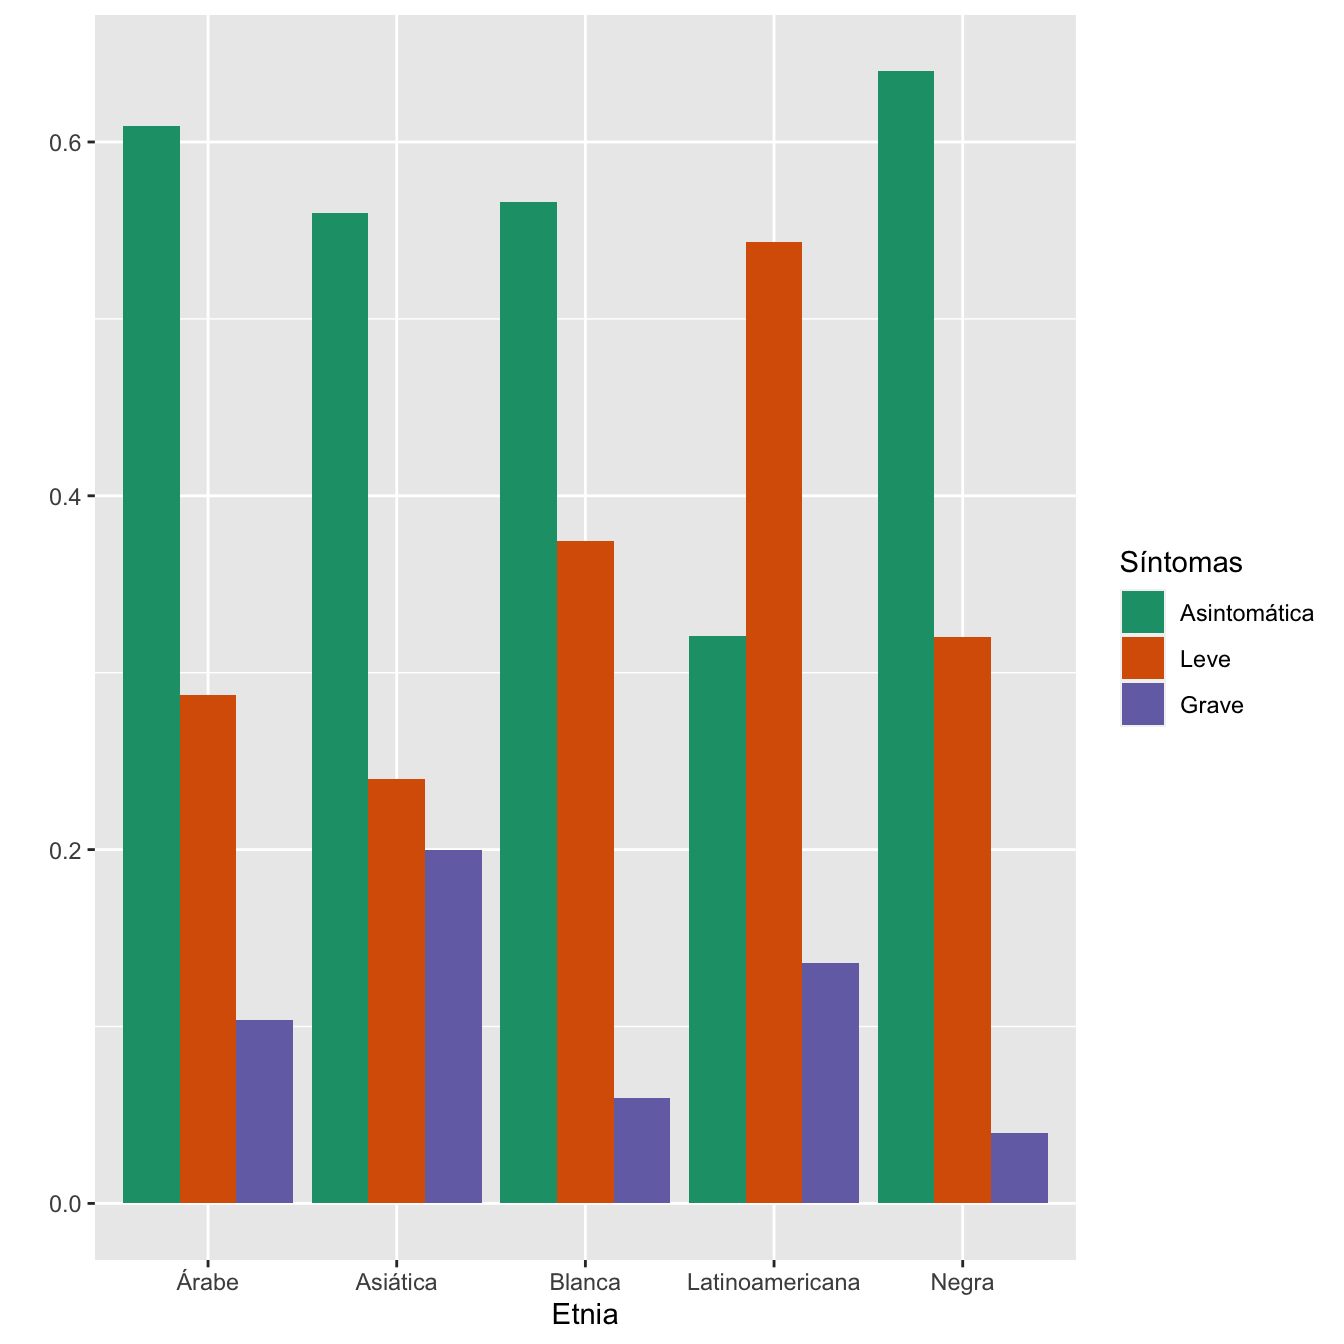 0.6
0.4
0.2
0.0
Árabe
Asiática
Blanca
Latinoamericana
Negra
Etnia
Síntomas
Asintomática
Leve
Grave